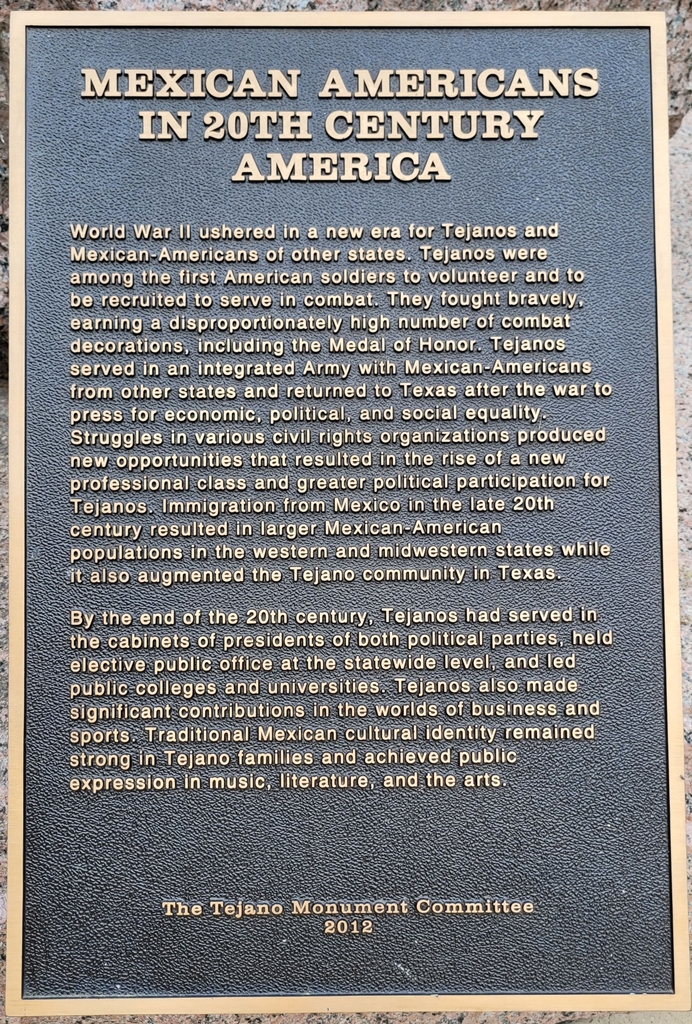 MEXICAN AMERICANS
IN 20TH CENTURY
AMERICA
World War II ushered in a new era for Tejanos and
Mexican-Americans of other states. Tejanos were
among the first American soldiers to volunteer and to
be recruited to serve in combat. They fought bravely,
earning a disproportionately high number of combat
decorations, including the Medal of Honor. Tejanos
served in an integrated Army with Mexican-Americans
from other states and returned to Texas after the war to
press for economic, political, and social equality.
Struggles in various civil rights organizations produced
new opportunities that resulted in the rise of a new
professional class and greater political participation for
Tejanos. Immigration from Mexico in the late 20th
century resulted in larger Mexican-American
populations in the western and midwestern states while
it also augmented the Tejano community in Texas.
By the end of the 20th century, Tejanos had served in
the cabinets of presidents of both political parties, held
elective public office at the statewide level, and led
public colleges and universities. Tejanos also made
significant contributions in the worlds of business and
sports. Traditional Mexican cultural identity remained
strong in Tejano families and achieved public
expression in music, literature, and the arts.
The Tejano Monument Committee
2012